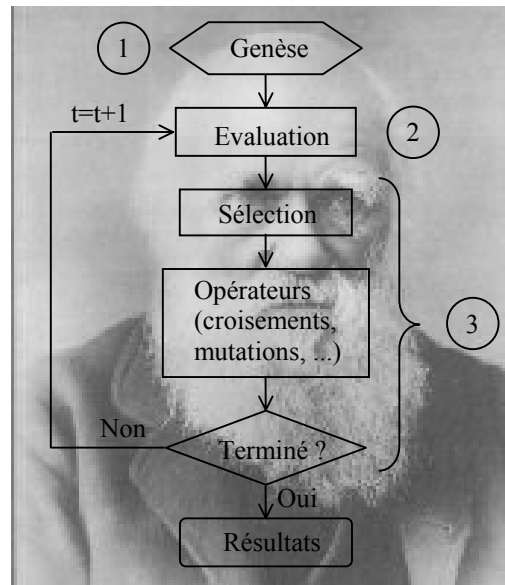 1
Genèse
t=t+1
Evaluation
2
Sélection
Opérateurs
(croisements,
mutations, ...)
3
Non
Terminé ?
Oui
Résultats